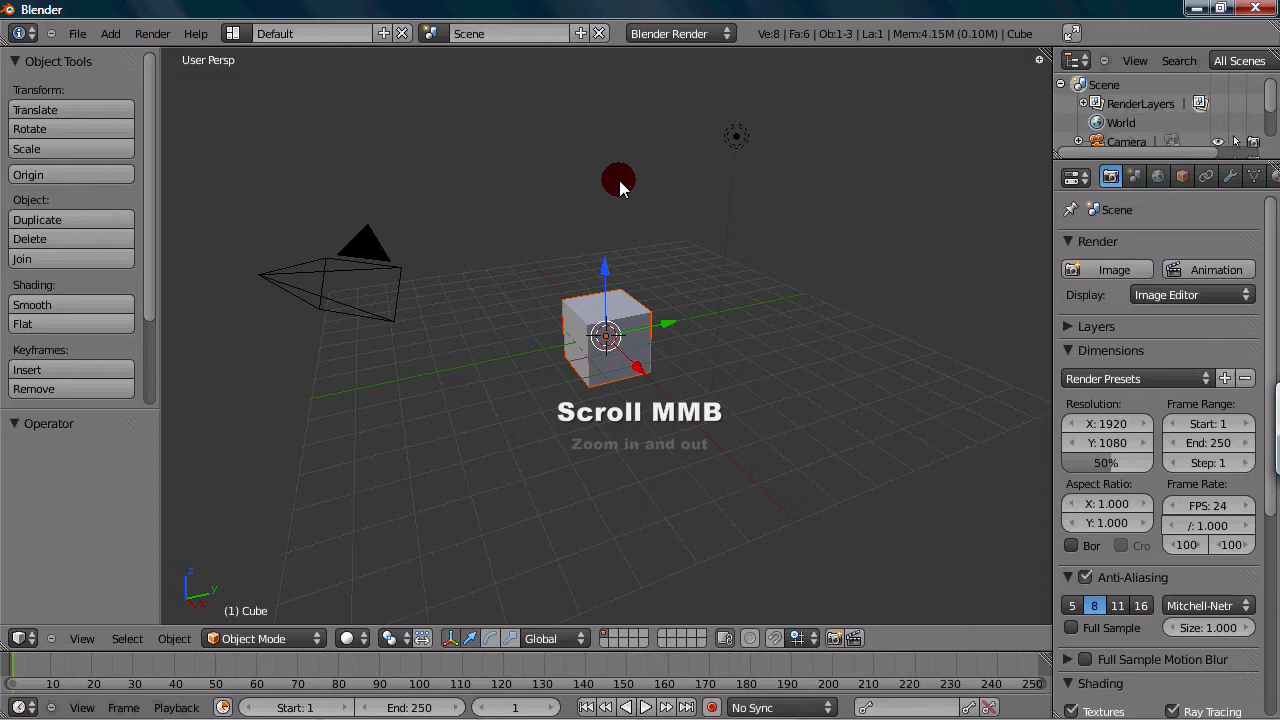 Blender
File Add Render Help Default Scene Blender Render Ve:8 | Fa:6 | Ob:1-3 | La:1 | Mem:4.15M (0.10M) | Cube
Object Tools
Transform:
Translate
Rotate
Scale
Origin
Object:
Duplicate
Delete
Join
Shading:
Smooth
Flat
Keyframes:
Insert
Remove
Operator
User Persp
Scroll MMB
Zoom in and out
z
y
x
(1) Cube
View Search All Scenes
Scene
RenderLayers
World
Camera
Scene
Render
Image Animation
Display: Image Editor
Layers
Dimensions
Render Presets
Resolution: Frame Range:
X: 1920 Start: 1
Y: 1080 End: 250
50% Step: 1
Aspect Ratio: Frame Rate:
X: 1.000 FPS: 24
Y: 1.000 /: 1.000
Bor Cro 100 100
Anti-Aliasing
5 8 11 16 Mitchell-Netr
Full Sample Size: 1.000
Full Sample Motion Blur
Shading
Textures Ray Tracing
View Select Object Object Mode Global
10 20 30 40 50 60 70 80 90 100 110 120 130 140 150 160 170 180 190 200 210 220 230 240 250
View Frame Playback Start: 1 End: 250 1 No Sync